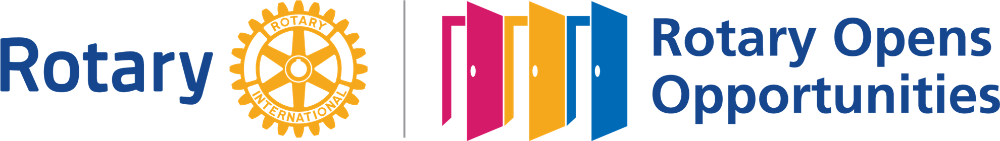 Rotary
ROTARY
INTERNATIONAL
Rotary Opens
Opportunities